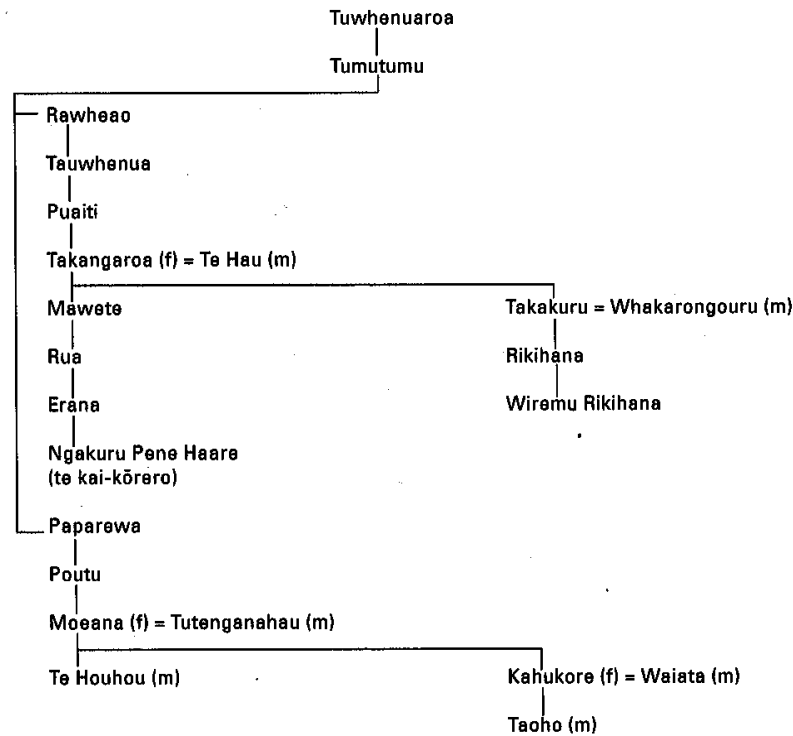 Tuwhenuaroa
Tumutumu
Rawheao
Tauwhenua
Puaiti
Takangaroa (f) = Te Hau (m)
Mawete
Takakuru = Whakarongouru (m)
Rua
Rikihana
Erana
Wiremu Rikihana
Ngakuru Pene Haare
(te kai-kōrero)
Paparewa
Poutu
Moeana (f) = Tutenganahau (m)
Te Houhou (m)
Kahukore (f) = Waiata (m)
Taoho (m)